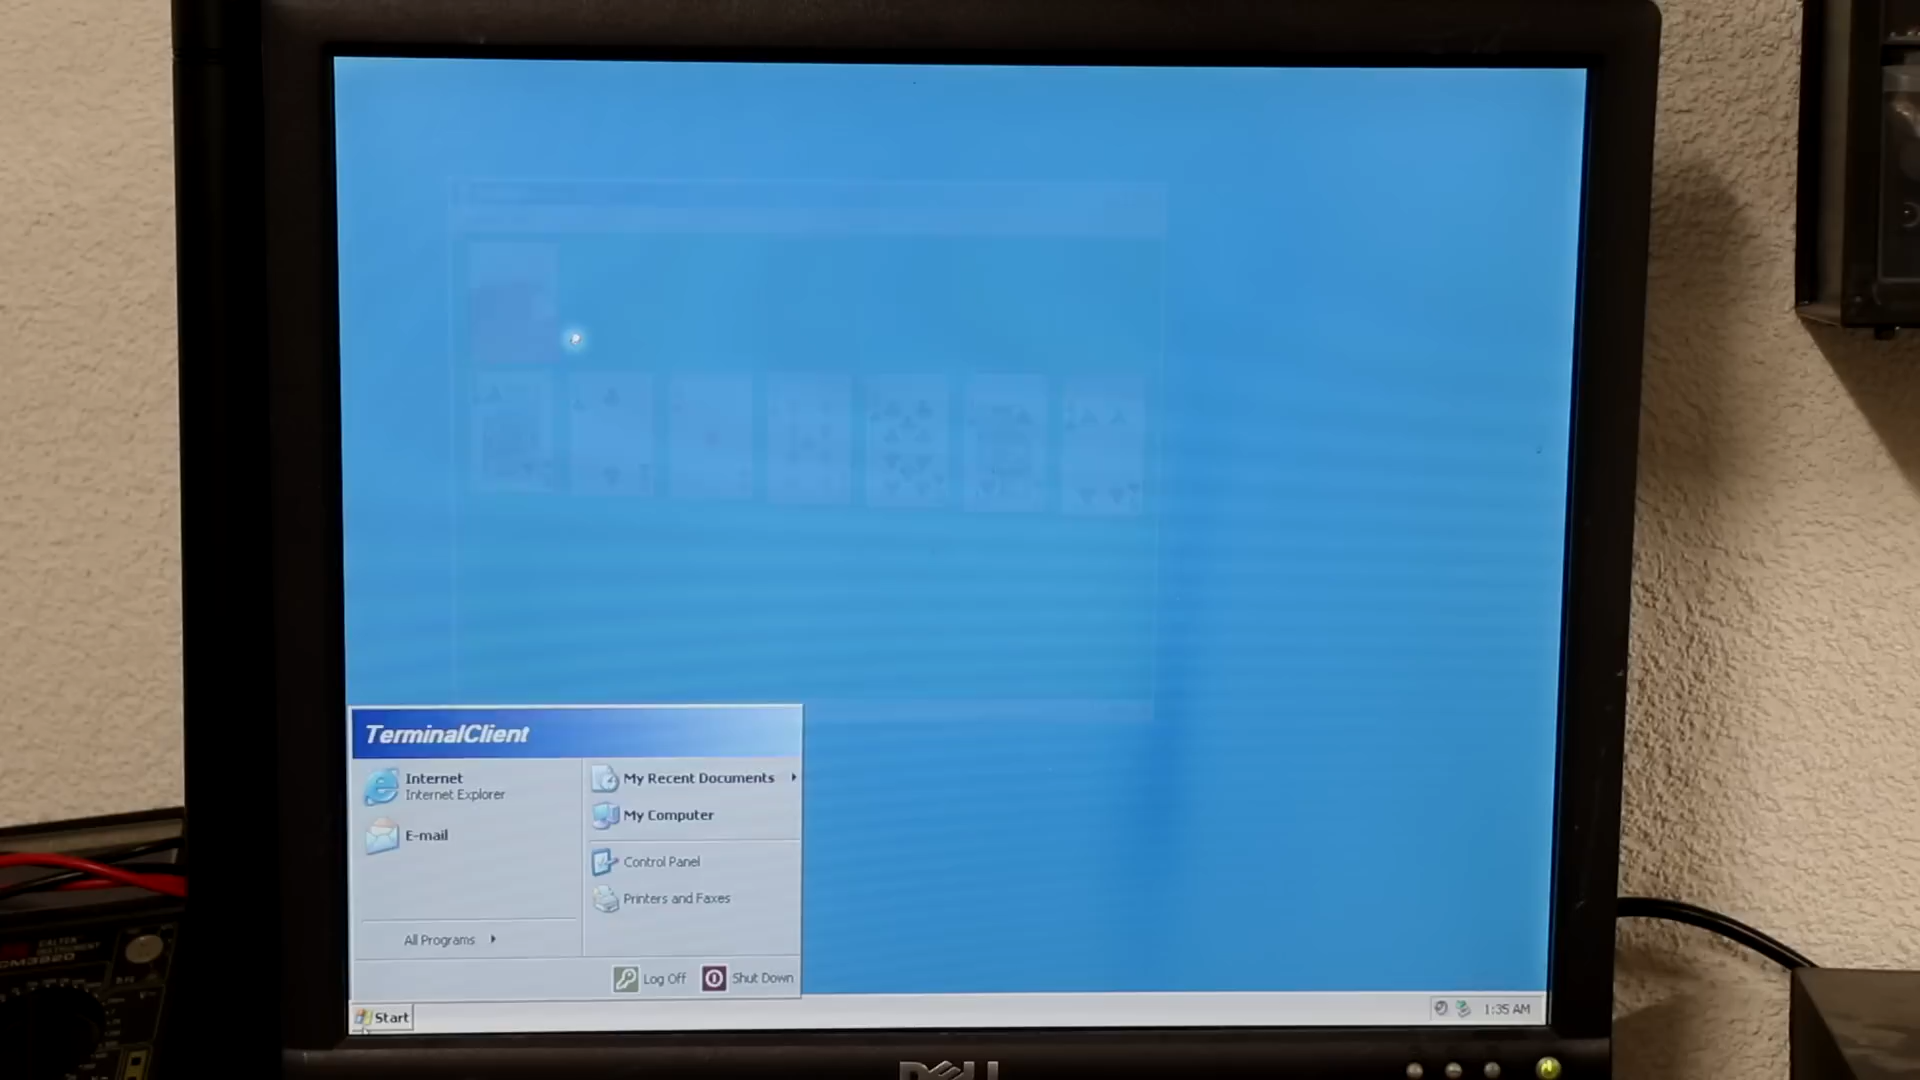 TerminalClient
Internet
Internet Explorer
E-mail
My Recent Documents
My Computer
Control Panel
Printers and Faxes
All Programs
Log Off
Shut Down
Start
1:35 AM
DELL
CM3920